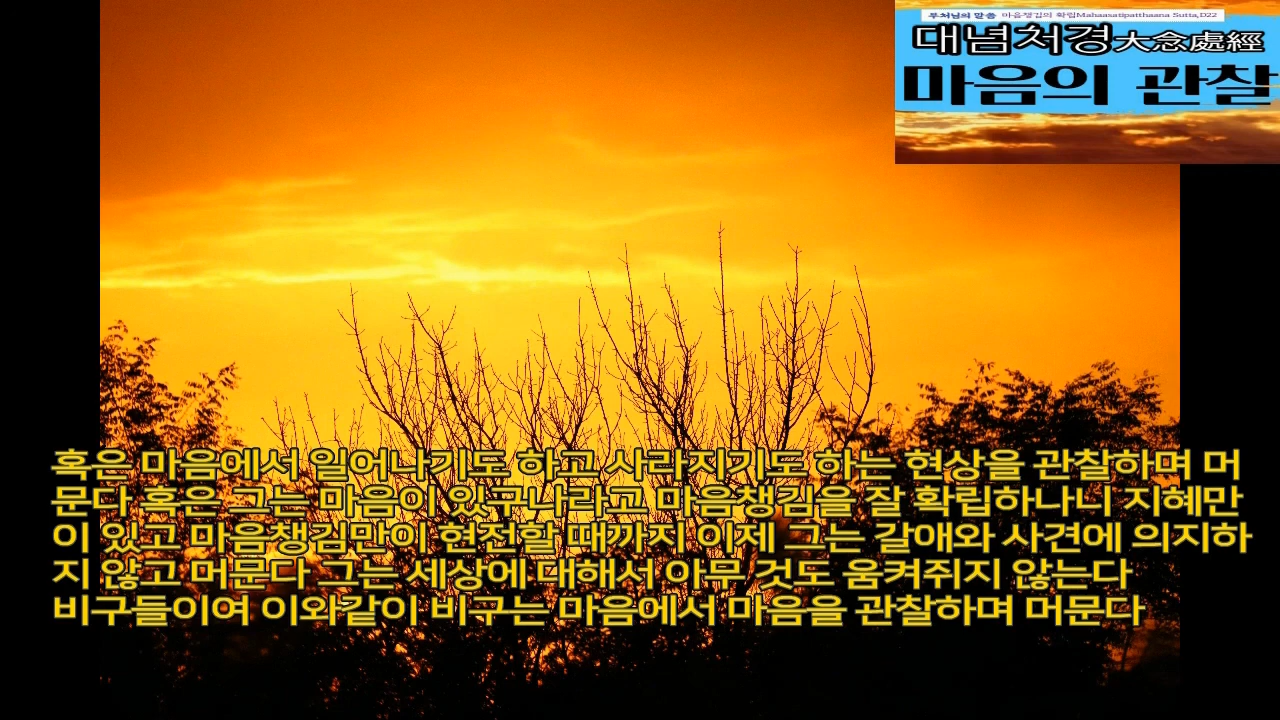 부처님의 말씀 마음챙김의 확립Mahaasatipatthaana Sutta,D22
대념처경大念處經
마음의 관찰
혹은 마음에서 일어나기도 하고 사라지기도 하는 현상을 관찰하며 머
문다 혹은 그는 마음이 있구나라고 마음챙김을 잘 확립하나니 지혜만
이 있고 마음챙김만이 현전할 때까지 이제 그는 갈애와 사견에 의지하
지 않고 머문다 그는 세상에 대해서 아무 것도 움켜쥐지 않는다
비구들이여 이와같이 비구는 마음에서 마음을 관찰하며 머문다